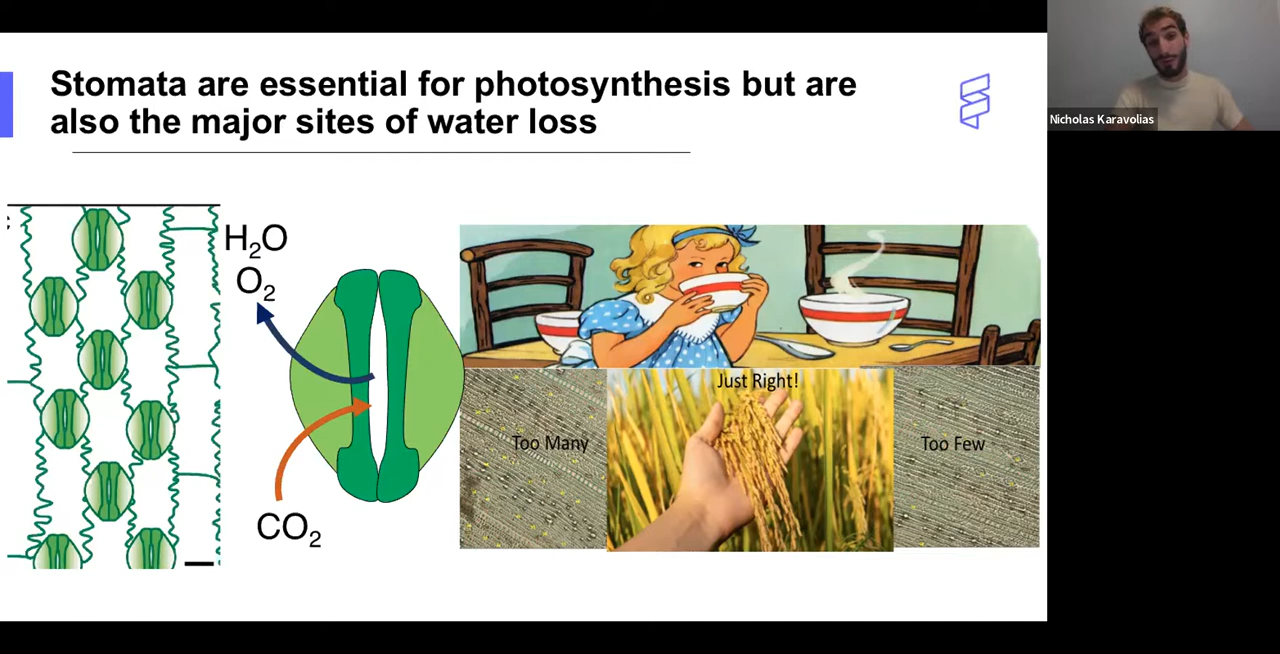 Stomata are essential for photosynthesis but are
also the major sites of water loss
Nicholas Karavolias
H₂O
O₂
CO₂
Just Right!
Too Many
Too Few